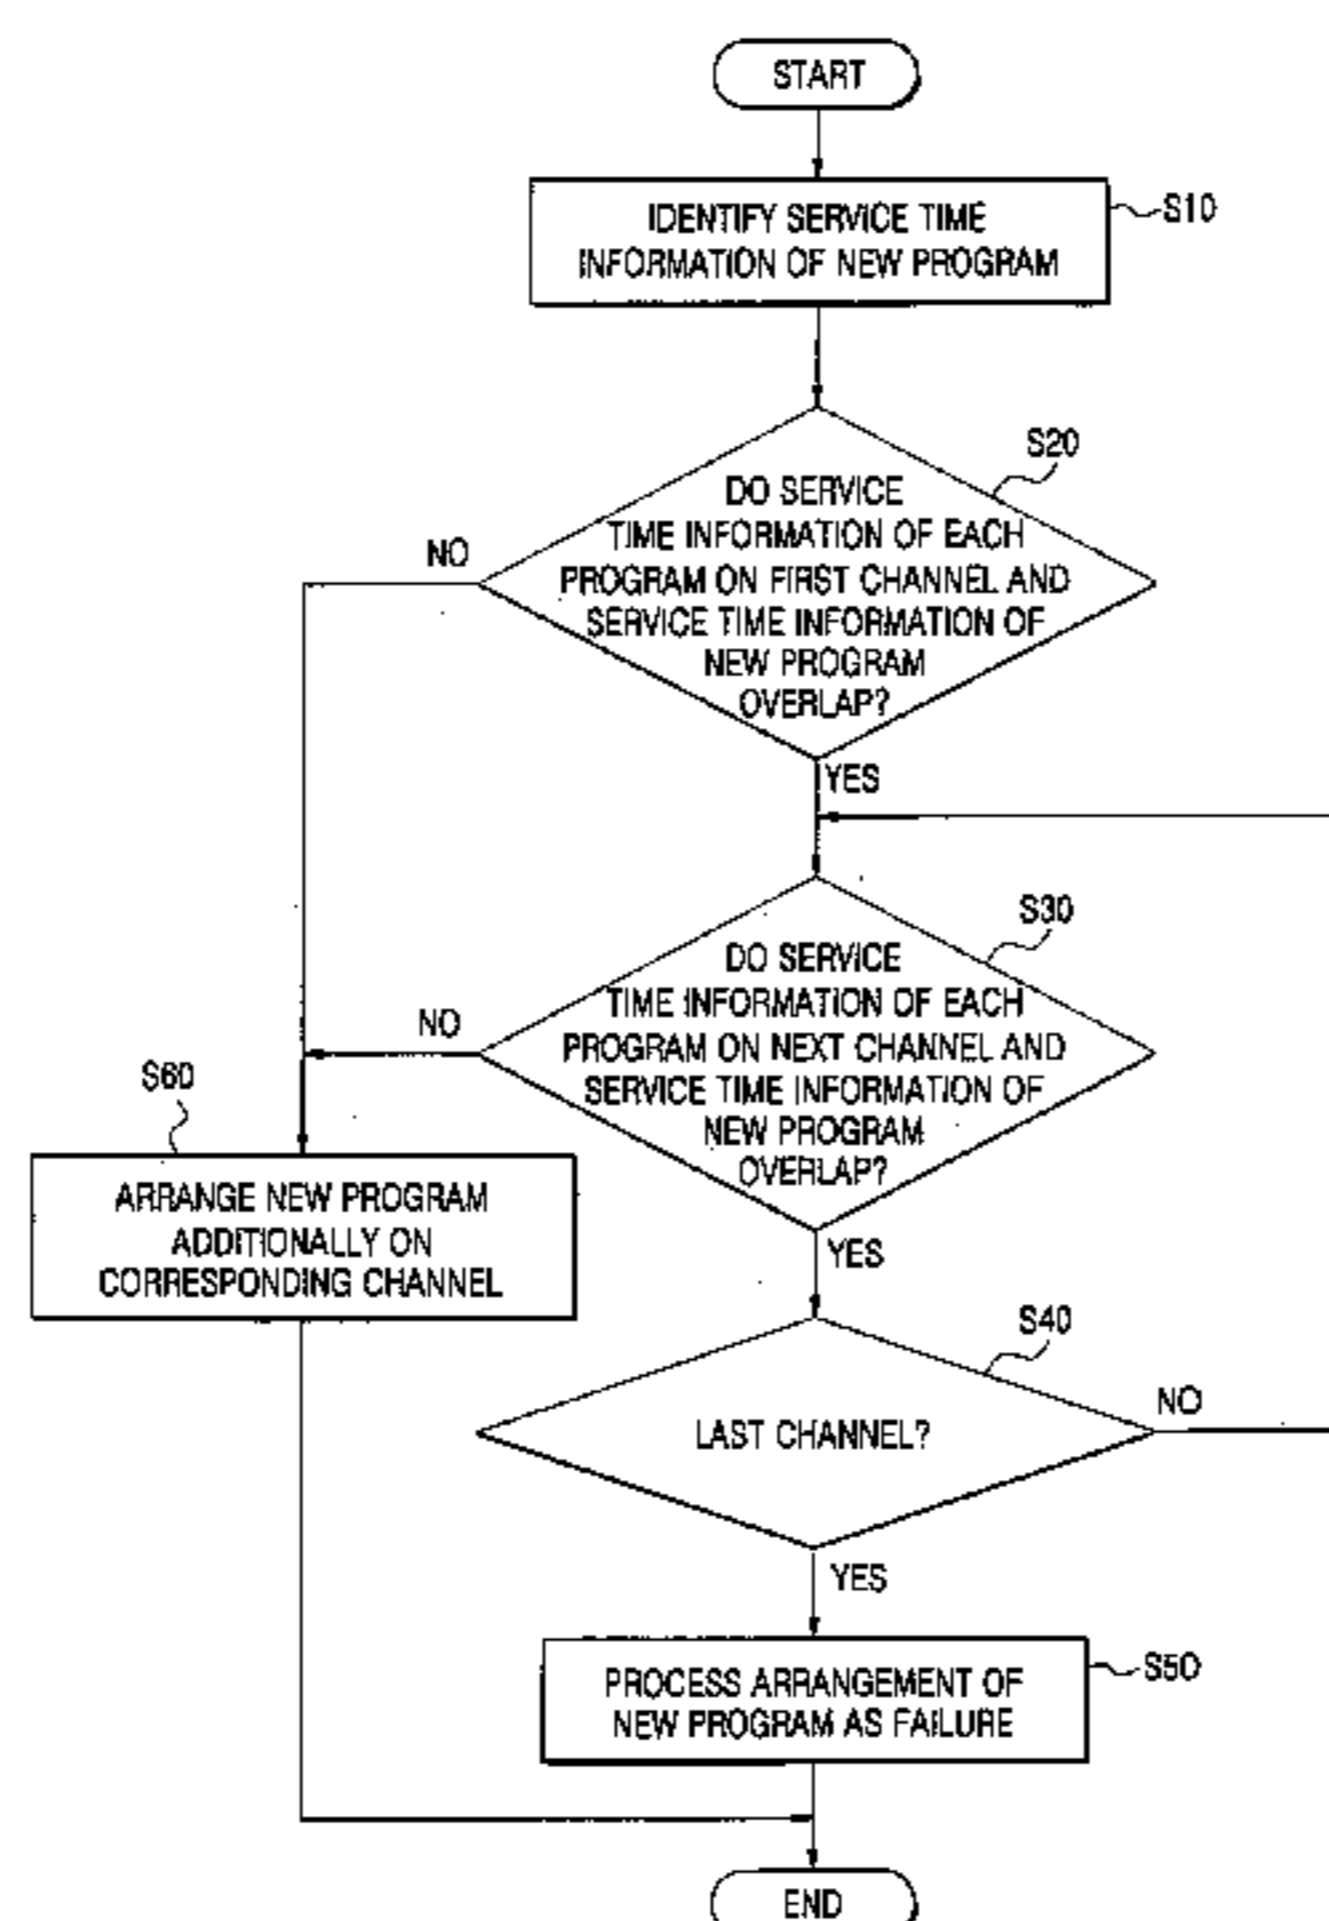 START
IDENTIFY SERVICE TIME
INFORMATION OF NEW PROGRAM
S10
S20
DO SERVICE
TIME INFORMATION OF EACH
PROGRAM ON FIRST CHANNEL AND
SERVICE TIME INFORMATION OF
NEW PROGRAM
OVERLAP?
NO
YES
S30
DO SERVICE
TIME INFORMATION OF EACH
PROGRAM ON NEXT CHANNEL AND
SERVICE TIME INFORMATION OF
NEW PROGRAM
OVERLAP?
NO
YES
S60
ARRANGE NEW PROGRAM
ADDITIONALLY ON
CORRESPONDING CHANNEL
S40
LAST CHANNEL?
NO
YES
PROCESS ARRANGEMENT OF
NEW PROGRAM AS FAILURE
S50
END